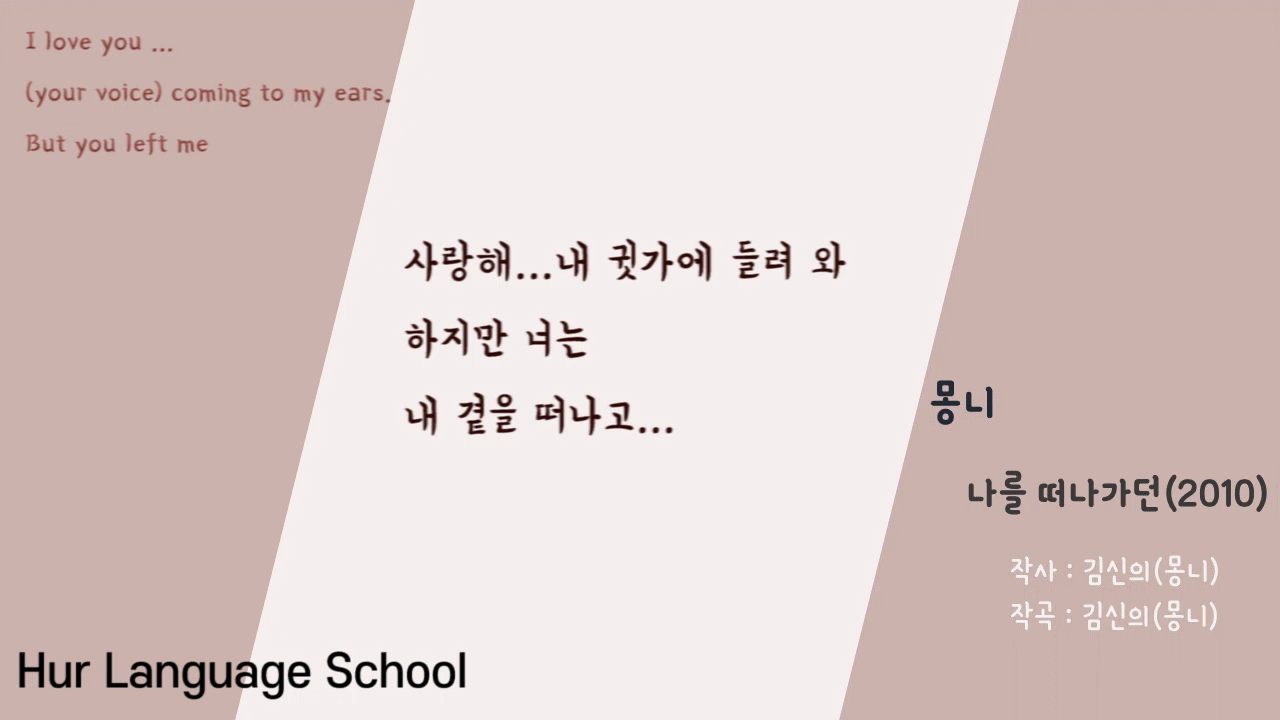 I love you ...
(your voice) coming to my ears.
But you left me
사랑해...내 귓가에 들려 와
하지만 너는
내 곁을 떠나고...
몽니
나를 떠나가던(2010)
작사 : 김신의(몽니)
작곡 : 김신의(몽니)
Hur Language School